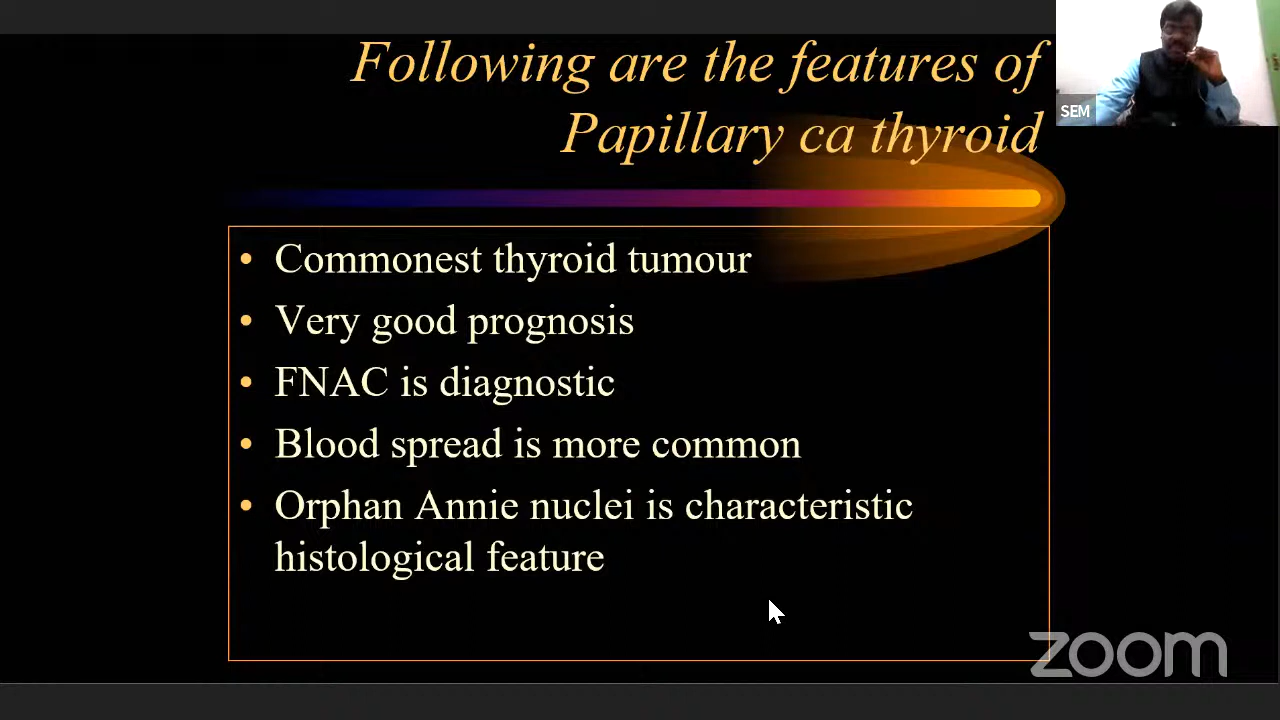 Following are the features of
Papillary ca thyroid
SEM
• Commonest thyroid tumour
• Very good prognosis
• FNAC is diagnostic
• Blood spread is more common
• Orphan Annie nuclei is characteristic
histological feature
zoom